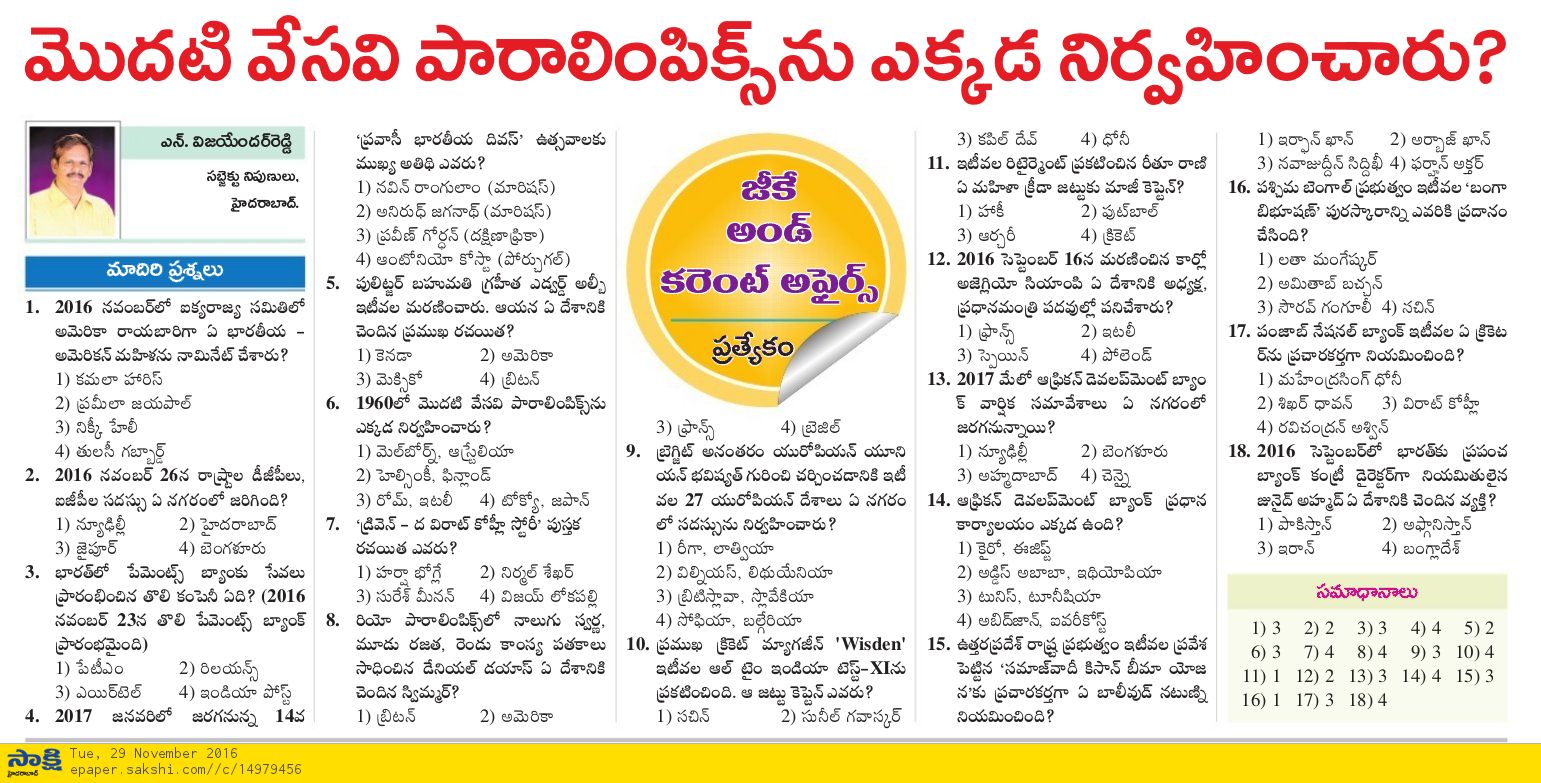 మొదటి వేసవి పారాలింపిక్స్‌ను ఎక్కడ నిర్వహించారు?
ఎన్. విజయేందర్‌రెడ్డి
సబ్జెక్టు నిపుణులు,
హైదరాబాద్.
మాదిరి ప్రశ్నలు
1. 2016 నవంబర్‌లో ఐక్యరాజ్య సమితిలో
అమెరికా రాయబారిగా ఏ భారతీయ –
అమెరికన్ మహిళను నామినేట్ చేశారు?
1) కమలా హారిస్
2) ప్రమీలా జయపాల్
3) నిక్కీ హేలీ
4) తులసీ గబ్బార్డ్
2. 2016 నవంబర్ 26న రాష్ట్రాల డీజీపీలు,
ఐజీపీల సదస్సు ఏ నగరంలో జరిగింది?
1) న్యూఢిల్లీ 2) హైదరాబాద్
3) జైపూర్ 4) బెంగళూరు
3. భారత్‌లో పేమెంట్స్ బ్యాంకు సేవలు
ప్రారంభించిన తొలి కంపెనీ ఏది? (2016
నవంబర్ 23న తొలి పేమెంట్స్ బ్యాంక్
ప్రారంభమైంది)
1) పేటీఎం 2) రిలయన్స్
3) ఎయిర్‌టెల్ 4) ఇండియా పోస్ట్
4. 2017 జనవరిలో జరగనున్న 14వ
'ప్రవాసీ భారతీయ దివస్' ఉత్సవాలకు
ముఖ్య అతిథి ఎవరు?
1) నవిన్ రాంగులాం (మారిషస్)
2) అనిరుధ్ జగనాథ్ (మారిషస్)
3) ప్రవీణ్ గోర్ధన్ (దక్షిణాఫ్రికా)
4) ఆంటోనియో కోస్టా (పోర్చుగల్)
5. పులిట్జర్ బహుమతి గ్రహీత ఎడ్వర్డ్ అల్బీ
ఇటీవల మరణించారు. ఆయన ఏ దేశానికి
చెందిన ప్రముఖ రచయిత?
1) కెనడా 2) అమెరికా
3) మెక్సికో 4) బ్రిటన్
6. 1960లో మొదటి వేసవి పారాలింపిక్స్‌ను
ఎక్కడ నిర్వహించారు?
1) మెల్‌బోర్న్, ఆస్ట్రేలియా
2) హెల్సింకీ, ఫిన్లాండ్
3) రోమ్, ఇటలీ 4) టోక్యో, జపాన్
7. 'డ్రివెన్ – ద విరాట్ కోహ్లీ స్టోరీ' పుస్తక
రచయిత ఎవరు?
1) హర్షా భోగ్లే 2) నిర్మల్ శేఖర్
3) సురేశ్ మీనన్ 4) విజయ్ లోకపల్లి
8. రియో పారాలింపిక్స్‌లో నాలుగు స్వర్ణ,
మూడు రజత, రెండు కాంస్య పతకాలు
సాధించిన డేనియల్ దయాస్ ఏ దేశానికి
చెందిన స్విమ్మర్?
1) బ్రిటన్ 2) అమెరికా
జీకే
అండ్
కరెంట్ అఫైర్స్
ప్రత్యేకం
3) ఫ్రాన్స్ 4) బ్రెజిల్
9. బ్రెగ్జిట్ అనంతరం యురోపియన్ యూని
యన్ భవిష్యత్ గురించి చర్చించడానికి ఇటీ
వల 27 యురోపియన్ దేశాలు ఏ నగరం
లో సదస్సును నిర్వహించారు?
1) రీగా, లాత్వియా
2) విల్నియస్, లిథుయేనియా
3) బ్రిటిస్లావా, స్లొవేకియా
4) సోఫియా, బల్గేరియా
10. ప్రముఖ క్రికెట్ మ్యాగజీన్ 'Wisden'
ఇటీవల ఆల్ టైం ఇండియా టెస్ట్–XIను
ప్రకటించింది. ఆ జట్టు కెప్టెన్ ఎవరు?
1) సచిన్ 2) సునీల్ గవాస్కర్
3) కపిల్ దేవ్ 4) ధోనీ
11. ఇటీవల రిటైర్మెంట్ ప్రకటించిన రీతూ రాణి
ఏ మహిళా క్రీడా జట్టుకు మాజీ కెప్టెన్?
1) హాకీ 2) ఫుట్‌బాల్
3) ఆర్చరీ 4) క్రికెట్
12. 2016 సెప్టెంబర్ 16న మరణించిన కార్లో
అజెగ్లియో సియాంపి ఏ దేశానికి అధ్యక్ష,
ప్రధానమంత్రి పదవుల్లో పనిచేశారు?
1) ఫ్రాన్స్ 2) ఇటలీ
3) స్పెయిన్ 4) పోలెండ్
13. 2017 మేలో ఆఫ్రికన్ డెవలప్‌మెంట్ బ్యాం
క్ వార్షిక సమావేశాలు ఏ నగరంలో
జరగనున్నాయి?
1) న్యూఢిల్లీ 2) బెంగళూరు
3) అహ్మదాబాద్ 4) చెన్నై
14. ఆఫ్రికన్ డెవలప్‌మెంట్ బ్యాంక్ ప్రధాన
కార్యాలయం ఎక్కడ ఉంది?
1) కైరో, ఈజిప్ట్
2) అడ్డిస్ అబాబా, ఇథియోపియా
3) టునిస్, టూనీషియా
4) అబిద్‌జాన్, ఐవరీకోస్ట్
15. ఉత్తరప్రదేశ్ రాష్ట్ర ప్రభుత్వం ఇటీవల ప్రవేశ
పెట్టిన 'సమాజ్‌వాదీ కిసాన్ బీమా యోజ
న'కు ప్రచారకర్తగా ఏ బాలీవుడ్ నటుణ్ని
నియమించింది?
1) ఇర్ఫాన్ ఖాన్ 2) అర్బాజ్ ఖాన్
3) నవాజుద్దీన్ సిద్దిఖీ 4) ఫర్హాన్ అక్తర్
16. పశ్చిమ బెంగాల్ ప్రభుత్వం ఇటీవల 'బంగా
బిభూషణ్' పురస్కారాన్ని ఎవరికి ప్రదానం
చేసింది?
1) లతా మంగేష్కర్
2) అమితాబ్ బచ్చన్
3) సౌరవ్ గంగూలీ 4) సచిన్
17. పంజాబ్ నేషనల్ బ్యాంక్ ఇటీవల ఏ క్రికెట
ర్‌ను ప్రచారకర్తగా నియమించింది?
1) మహేంద్రసింగ్ ధోనీ
2) శిఖర్ ధావన్ 3) విరాట్ కోహ్లీ
4) రవిచంద్రన్ అశ్విన్
18. 2016 సెప్టెంబర్‌లో భారత్‌కు ప్రపంచ
బ్యాంక్ కంట్రీ డైరెక్టర్‌గా నియమితులైన
జునైద్ అహ్మద్ ఏ దేశానికి చెందిన వ్యక్తి?
1) పాకిస్తాన్ 2) అఫ్గానిస్తాన్
3) ఇరాన్ 4) బంగ్లాదేశ్
సమాధానాలు
1) 3 2) 2 3) 3 4) 4 5) 2
6) 3 7) 4 8) 4 9) 3 10) 4
11) 1 12) 2 13) 3 14) 4 15) 3
16) 1 17) 3 18) 4
సాక్షి
హైదరాబాద్
Tue, 29 November 2016
epaper.sakshi.com//c/14979456